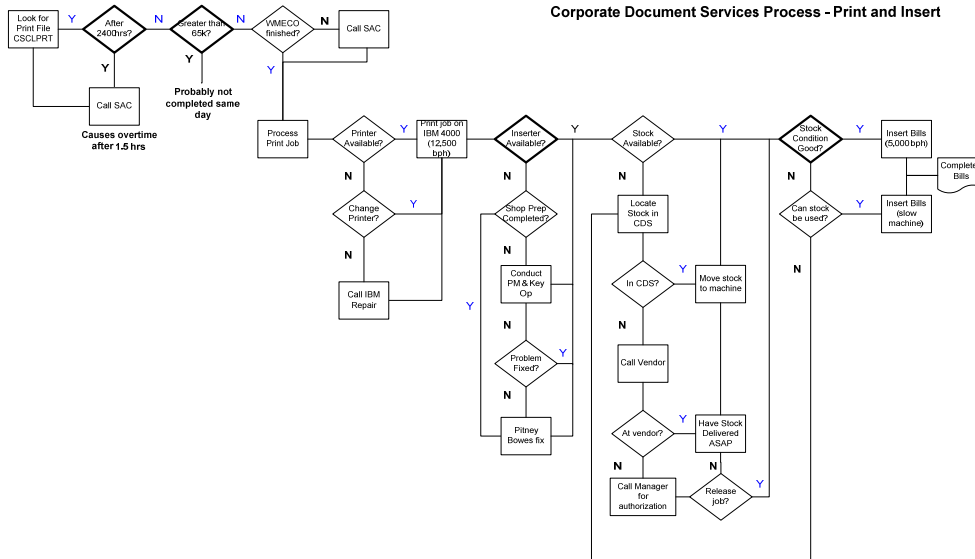 Corporate Document Services Process - Print and Insert
Look for
Print File
CSCLPRT
Y
After
2400hrs?
N
Greater than
65k?
N
WMECO
finished?
N
Call SAC
Y
Y
Y
Call SAC
Probably not
completed same
day
Causes overtime
after 1.5 hrs
Process
Print Job
Printer
Available?
Y
Print job on
IBM 4000
(12,500
bph)
Inserter
Available?
Y
Stock
Available?
Y
Stock
Condition
Good?
Y
Insert Bills
(5,000 bph)
Complete
Bills
N
N
N
N
Change
Printer?
Y
Shop Prep
Completed?
Locate
Stock in
CDS
Can stock
be used?
Y
Insert Bills
(slow
machine)
N
N
N
N
Call IBM
Repair
Conduct
PM & Key
Op
In CDS?
Y
Move stock
to machine
Y
N
N
Problem
Fixed?
Y
Call Vendor
N
Pitney
Bowes fix
At vendor?
Y
Have Stock
Delivered
ASAP
N
N
Call Manager
for
authorization
Release
job?
Y